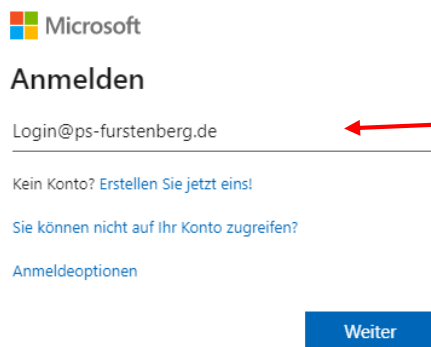 Microsoft
Anmelden
Login@ps-furstenberg.de
Kein Konto? Erstellen Sie jetzt eins!
Sie können nicht auf Ihr Konto zugreifen?
Anmeldeoptionen
Weiter